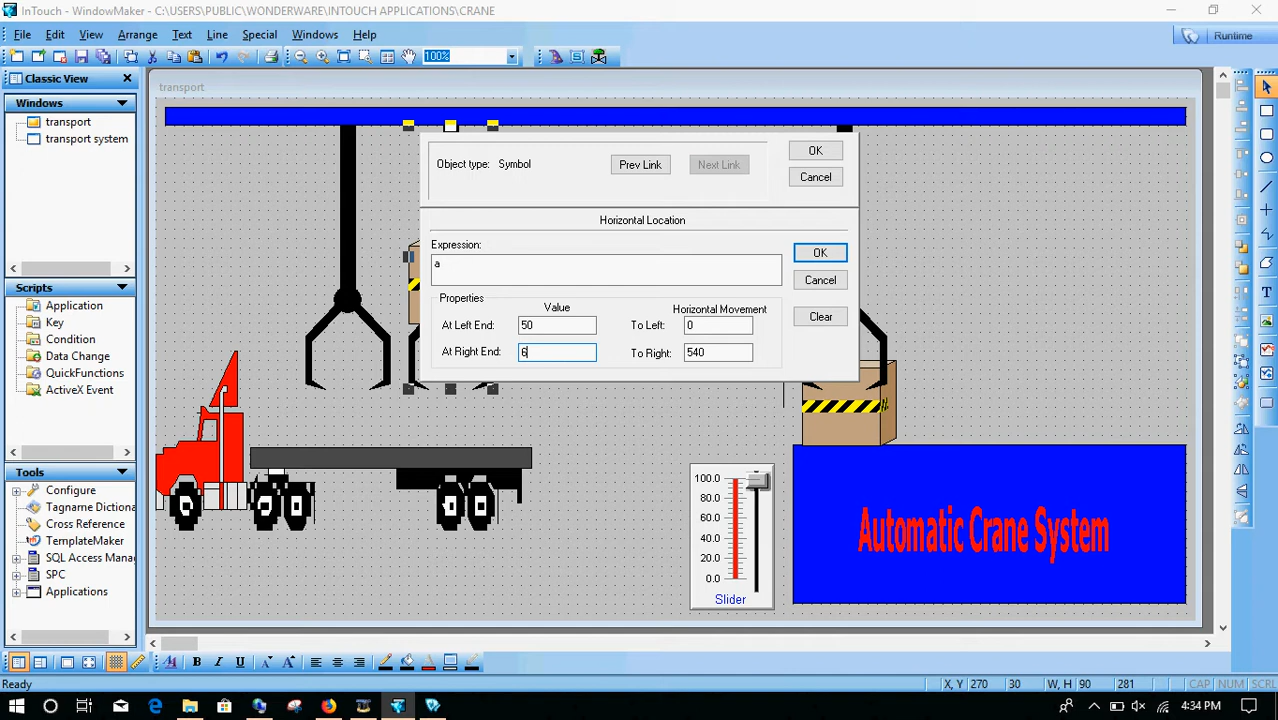 InTouch - WindowMaker - C:\USERS\PUBLIC\WONDERWARE\INTOUCH APPLICATIONS\CRANE
File Edit View Arrange Text Line Special Windows Help
Runtime
100%
Classic View
Windows
transport
transport system
Scripts
Application
Key
Condition
Data Change
QuickFunctions
ActiveX Event
Tools
Configure
Tagname Dictiona
Cross Reference
TemplateMaker
SQL Access Mana
SPC
Applications
transport
Object type: Symbol
Prev Link
Next Link
OK
Cancel
Horizontal Location
Expression:
a
OK
Cancel
Clear
Properties
Value
Horizontal Movement
At Left End: 50
To Left: 0
At Right End: 6
To Right: 540
#
100.0
80.0
60.0
40.0
20.0
0.0
Slider
Automatic Crane System
B I U
Ready
X, Y 270 30 W, H 90 281 CAP NUM SCRL
4:34 PM